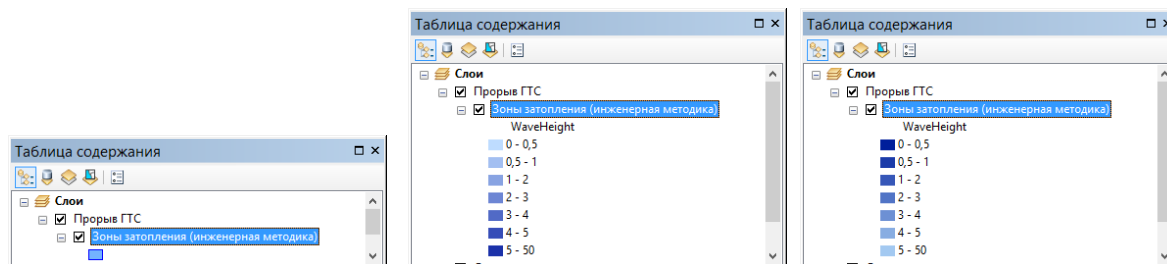 Таблица содержания
Слои
Прорыв ГТС
Зоны затопления (инженерная методика)
Таблица содержания
Слои
Прорыв ГТС
Зоны затопления (инженерная методика)
WaveHeight
0 - 0,5
0,5 - 1
1 - 2
2 - 3
3 - 4
4 - 5
5 - 50
Таблица содержания
Слои
Прорыв ГТС
Зоны затопления (инженерная методика)
WaveHeight
0 - 0,5
0,5 - 1
1 - 2
2 - 3
3 - 4
4 - 5
5 - 50